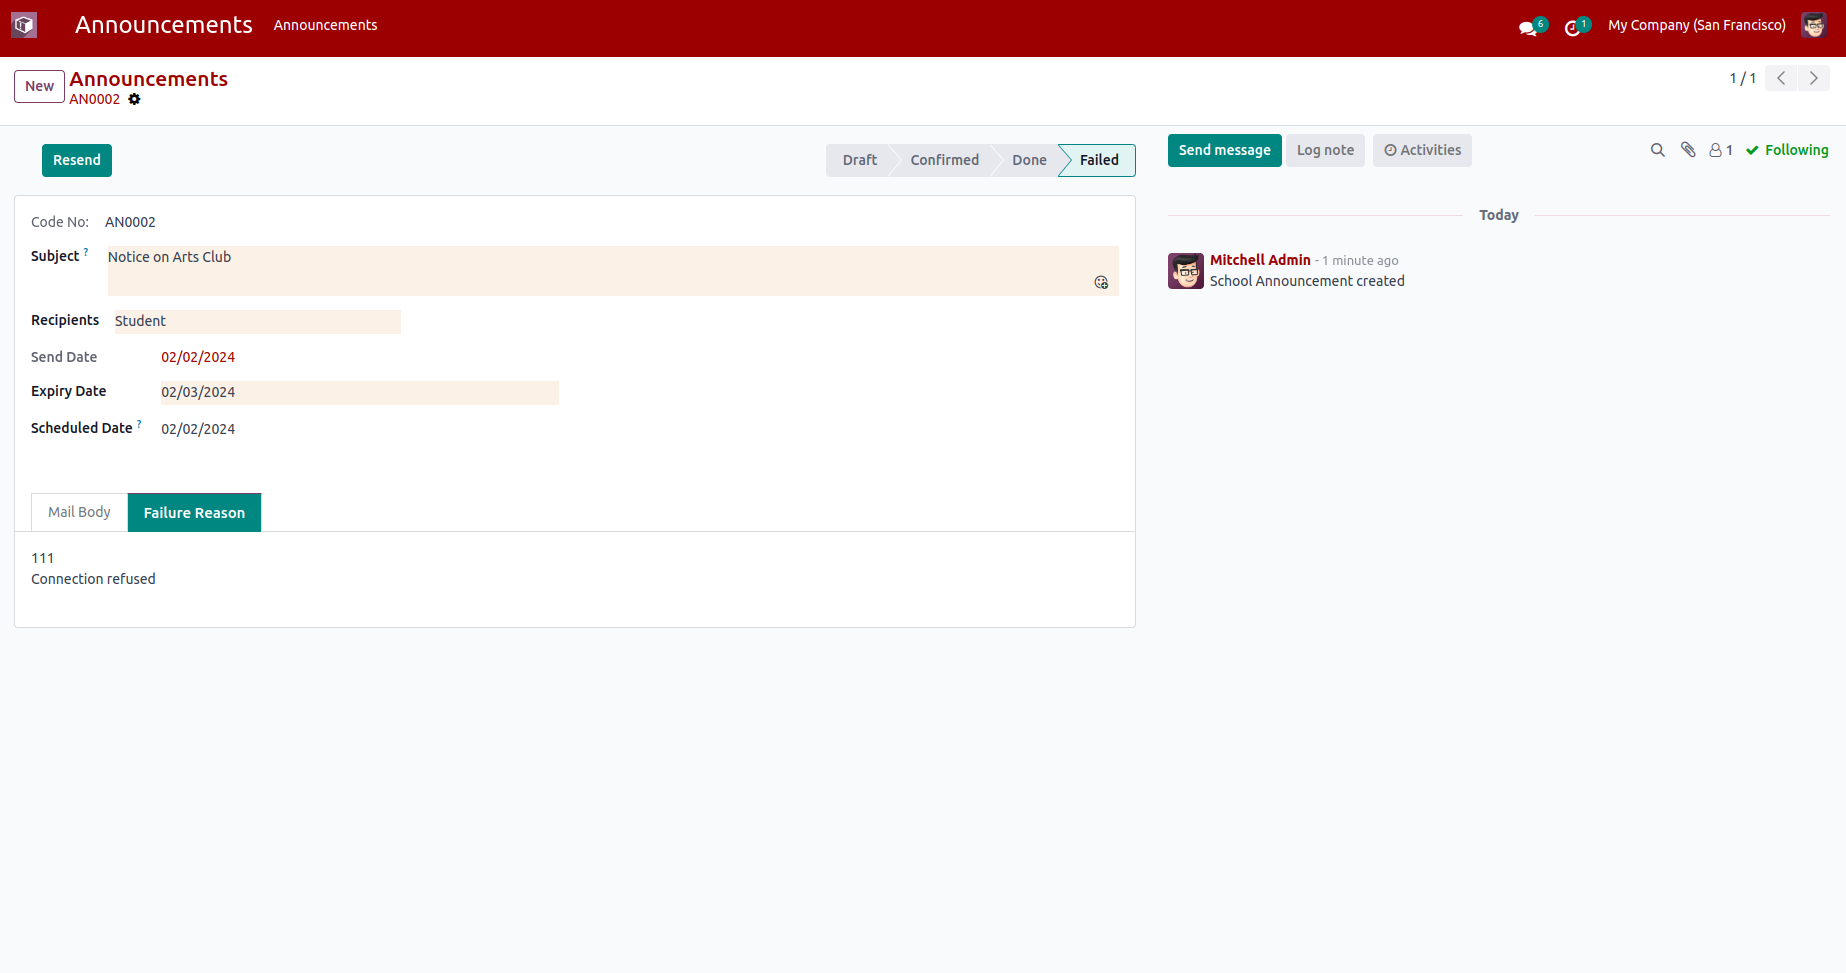 Announcements Announcements 6 1 My Company (San Francisco)
New Announcements
AN0002
1 / 1
Resend Draft Confirmed Done Failed
Send message Log note Activities 1 Following
Code No: AN0002
Subject ? Notice on Arts Club
Recipients Student
Send Date 02/02/2024
Expiry Date 02/03/2024
Scheduled Date ? 02/02/2024
Mail Body Failure Reason
111
Connection refused
Today
Mitchell Admin - 1 minute ago
School Announcement created